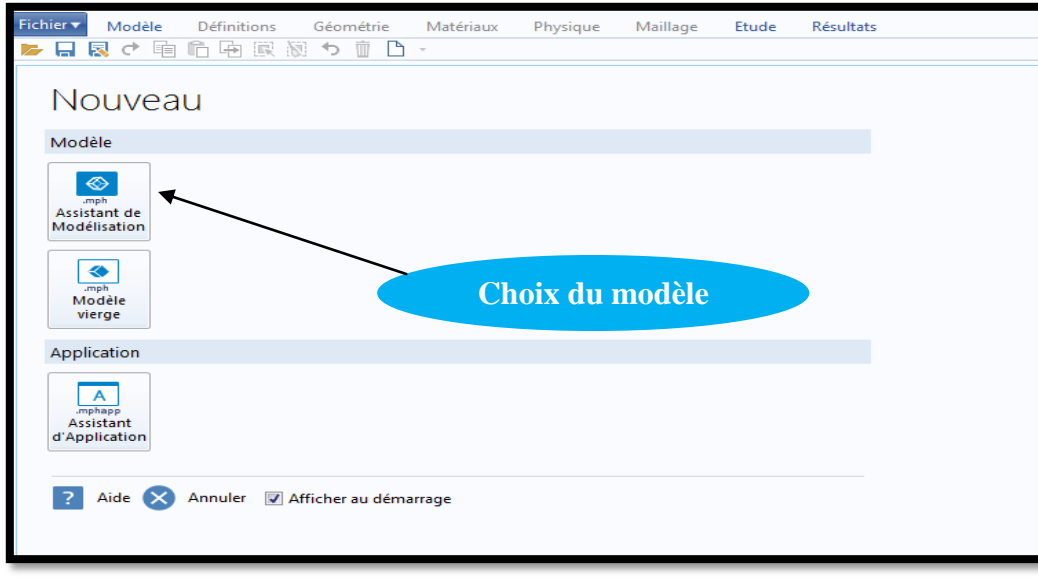 Fichier Modèle Définitions Géométrie Matériaux Physique Maillage Etude Résultats
Nouveau
Modèle
.mph
Assistant de
Modélisation
Choix du modèle
.mph
Modèle
vierge
Application
A
.mphapp
Assistant
d'Application
? Aide Annuler Afficher au démarrage